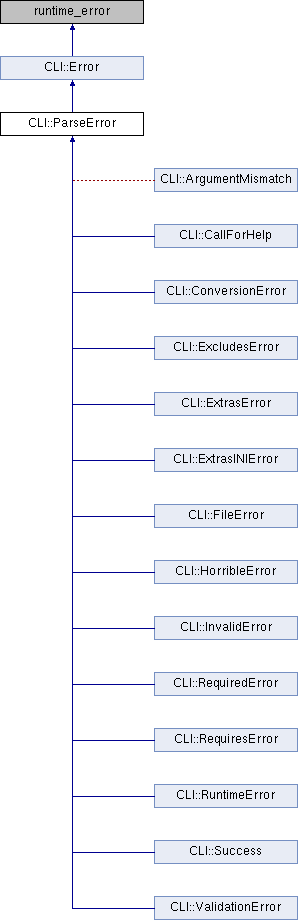 runtime_error
CLI::Error
CLI::ParseError
CLI::ArgumentMismatch
CLI::CallForHelp
CLI::ConversionError
CLI::ExcludesError
CLI::ExtrasError
CLI::ExtrasINIError
CLI::FileError
CLI::HorribleError
CLI::InvalidError
CLI::RequiredError
CLI::RequiresError
CLI::RuntimeError
CLI::Success
CLI::ValidationError